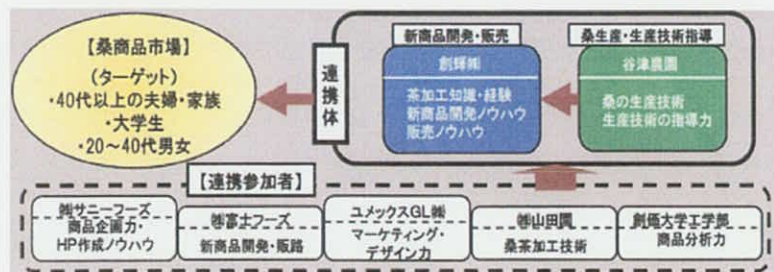 【桑商品市場】
(ターゲット)
・40代以上の夫婦・家族
・大学生
・20～40代男女
連携体
新商品開発・販売
創輝㈱
茶加工知識・経験
新商品開発ノウハウ
販売ノウハウ
桑生産・生産技術指導
谷津農園
桑の生産技術
生産技術の指導力
【連携参加者】
㈱サニーフーズ
商品企画力・
HP作成ノウハウ
㈱富士フーズ
新商品開発・販路
ユメックスGL㈱
マーケティング・
デザイン力
㈱山田園
桑茶加工技術
創価大学工学部
商品分析力